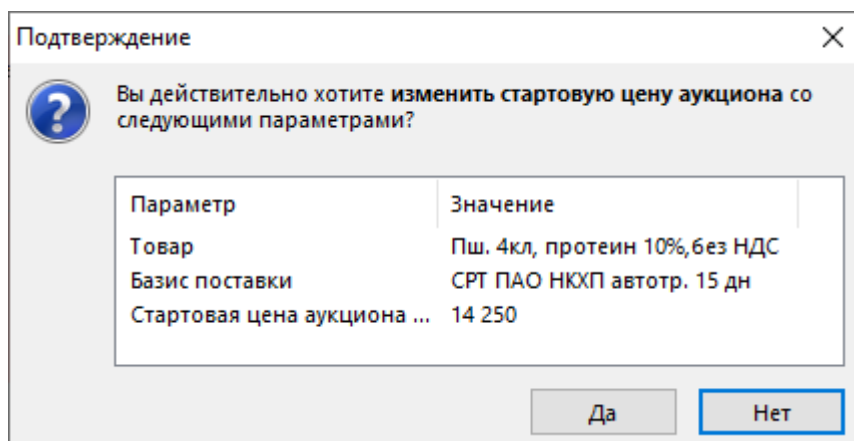 Подтверждение
Вы действительно хотите изменить стартовую цену аукциона со
следующими параметрами?
Параметр Значение
Товар Пш. 4кл, протеин 10%,без НДС
Базис поставки CPT ПАО НКХП автотр. 15 дн
Стартовая цена аукциона ... 14 250
Да Нет